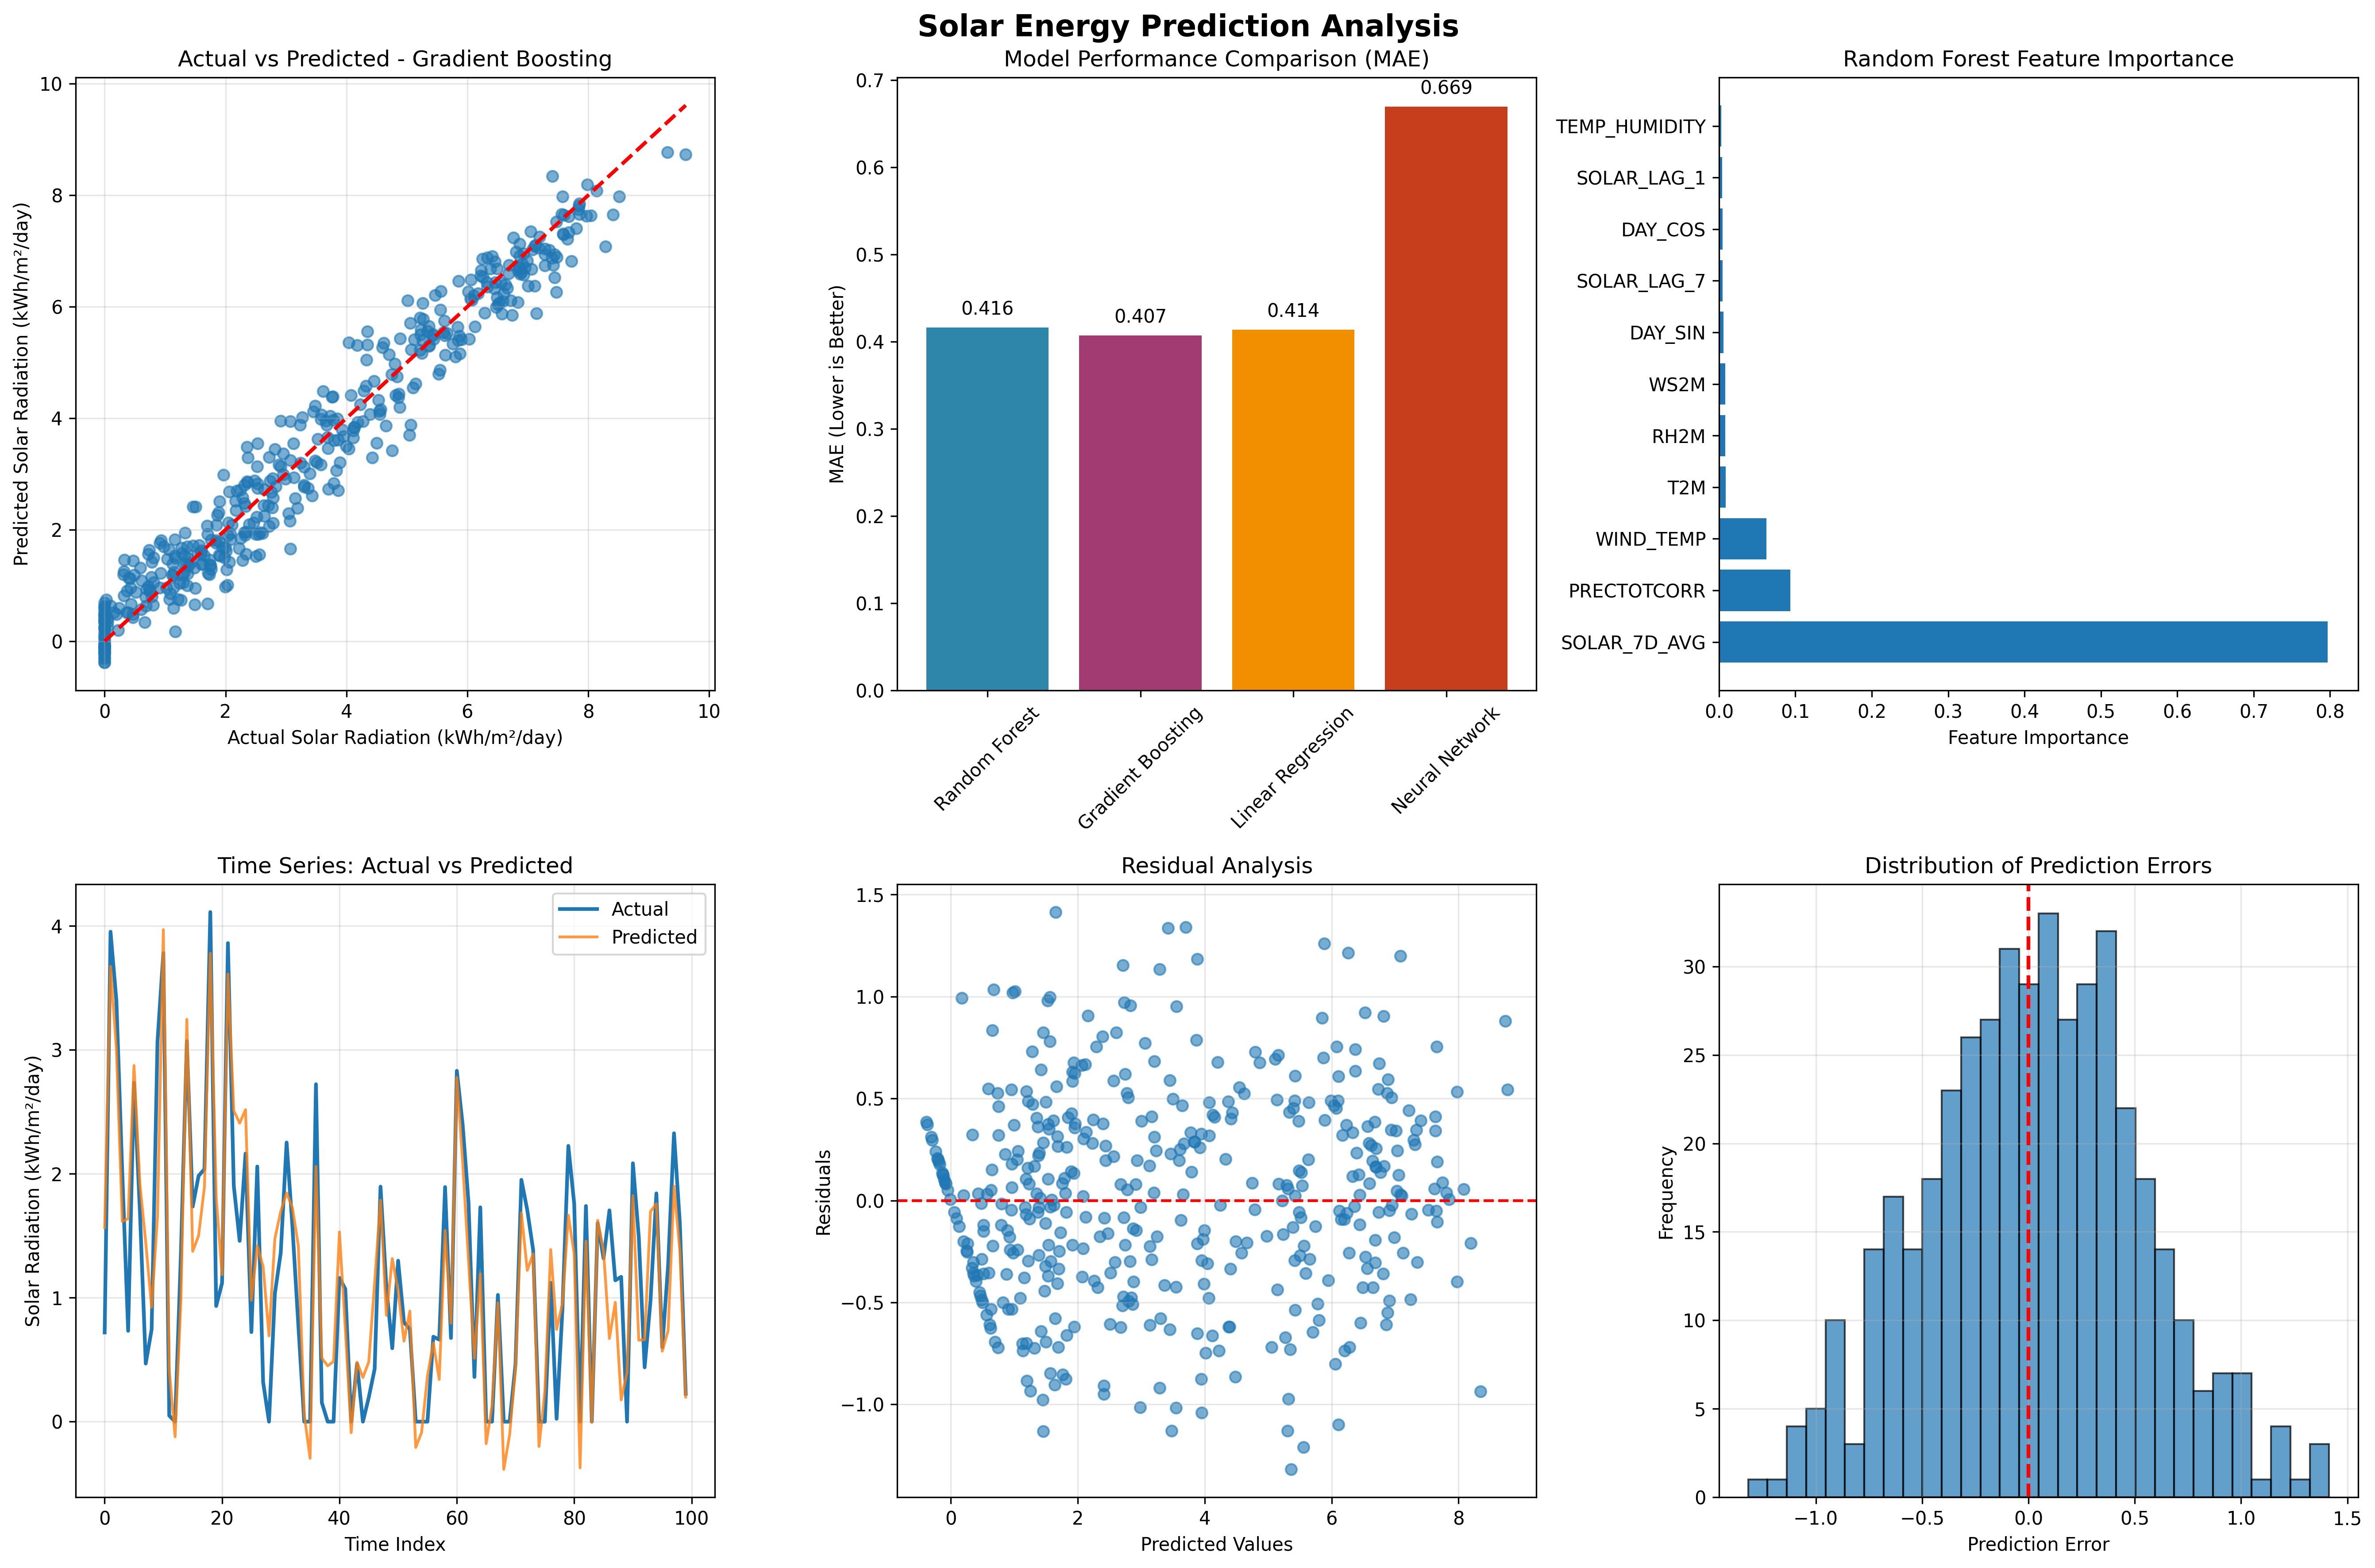 Solar Energy Prediction Analysis
Actual vs Predicted - Gradient Boosting
10
8
6
4
2
0
Predicted Solar Radiation (kWh/m²/day)
0 2 4 6 8 10
Actual Solar Radiation (kWh/m²/day)
Model Performance Comparison (MAE)
0.7
0.6
0.5
0.4
0.3
0.2
0.1
0.0
MAE (Lower is Better)
0.416
0.407
0.414
0.669
Random Forest
Gradient Boosting
Linear Regression
Neural Network
Random Forest Feature Importance
TEMP_HUMIDITY
SOLAR_LAG_1
DAY_COS
SOLAR_LAG_7
DAY_SIN
WS2M
RH2M
T2M
WIND_TEMP
PRECTOTCORR
SOLAR_7D_AVG
0.0 0.1 0.2 0.3 0.4 0.5 0.6 0.7 0.8
Feature Importance
Time Series: Actual vs Predicted
Actual
Predicted
4
3
2
1
0
Solar Radiation (kWh/m²/day)
0 20 40 60 80 100
Time Index
Residual Analysis
1.5
1.0
0.5
0.0
−0.5
−1.0
Residuals
0 2 4 6 8
Predicted Values
Distribution of Prediction Errors
30
25
20
15
10
5
0
Frequency
−1.0 −0.5 0.0 0.5 1.0 1.5
Prediction Error